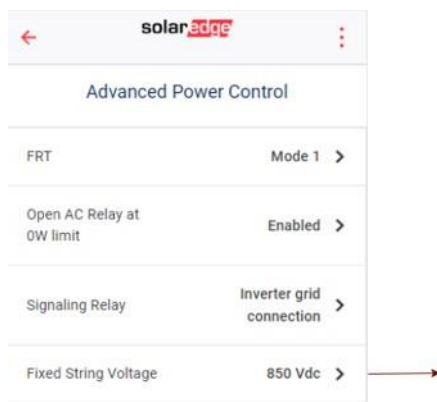 solaredge
Advanced Power Control
FRT Mode 1
Open AC Relay at
0W limit
Enabled
Signaling Relay
Inverter grid
connection
Fixed String Voltage 850 Vdc